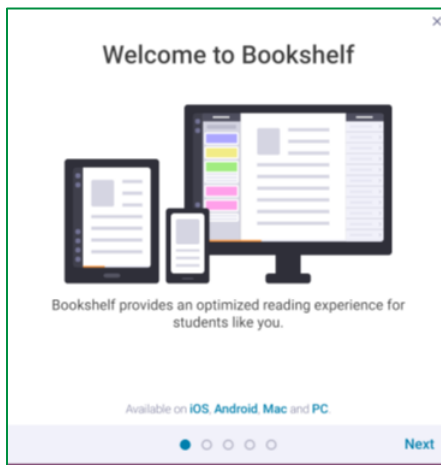 Welcome to Bookshelf
Bookshelf provides an optimized reading experience for
students like you.
Available on iOS, Android, Mac and PC.
Next